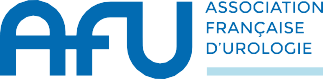 AFU
ASSOCIATION
FRANÇAISE
D'UROLOGIE